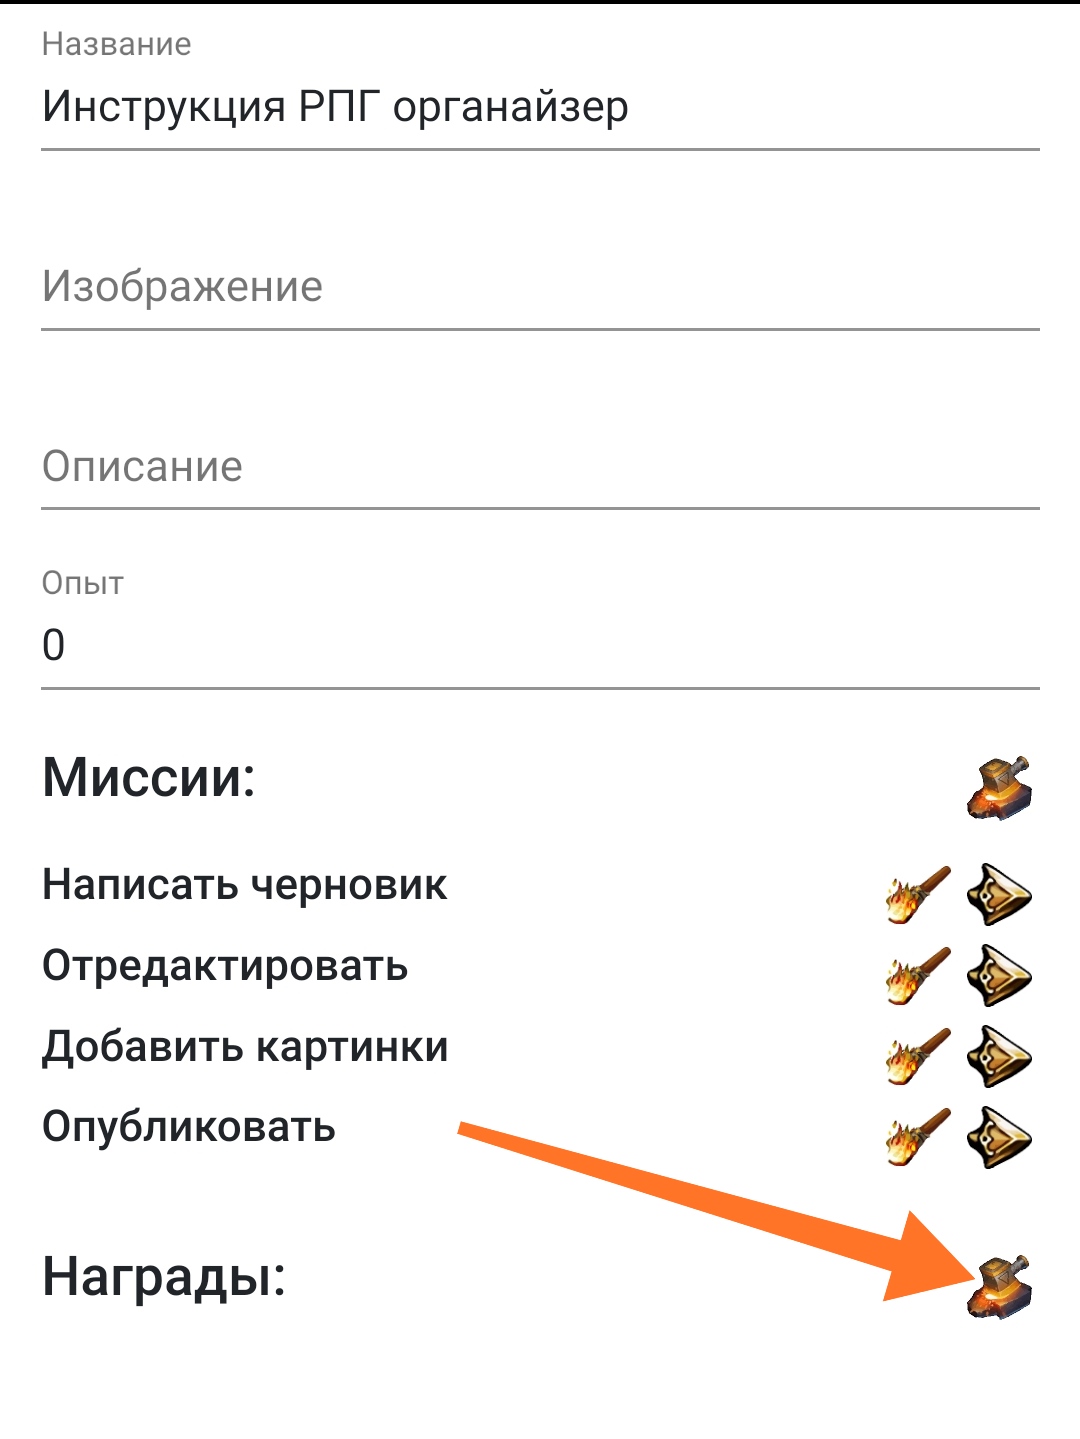 Название
Инструкция РПГ органайзер
Изображение
Описание
Опыт
0
Миссии:
Написать черновик
Отредактировать
Добавить картинки
Опубликовать
Награды: